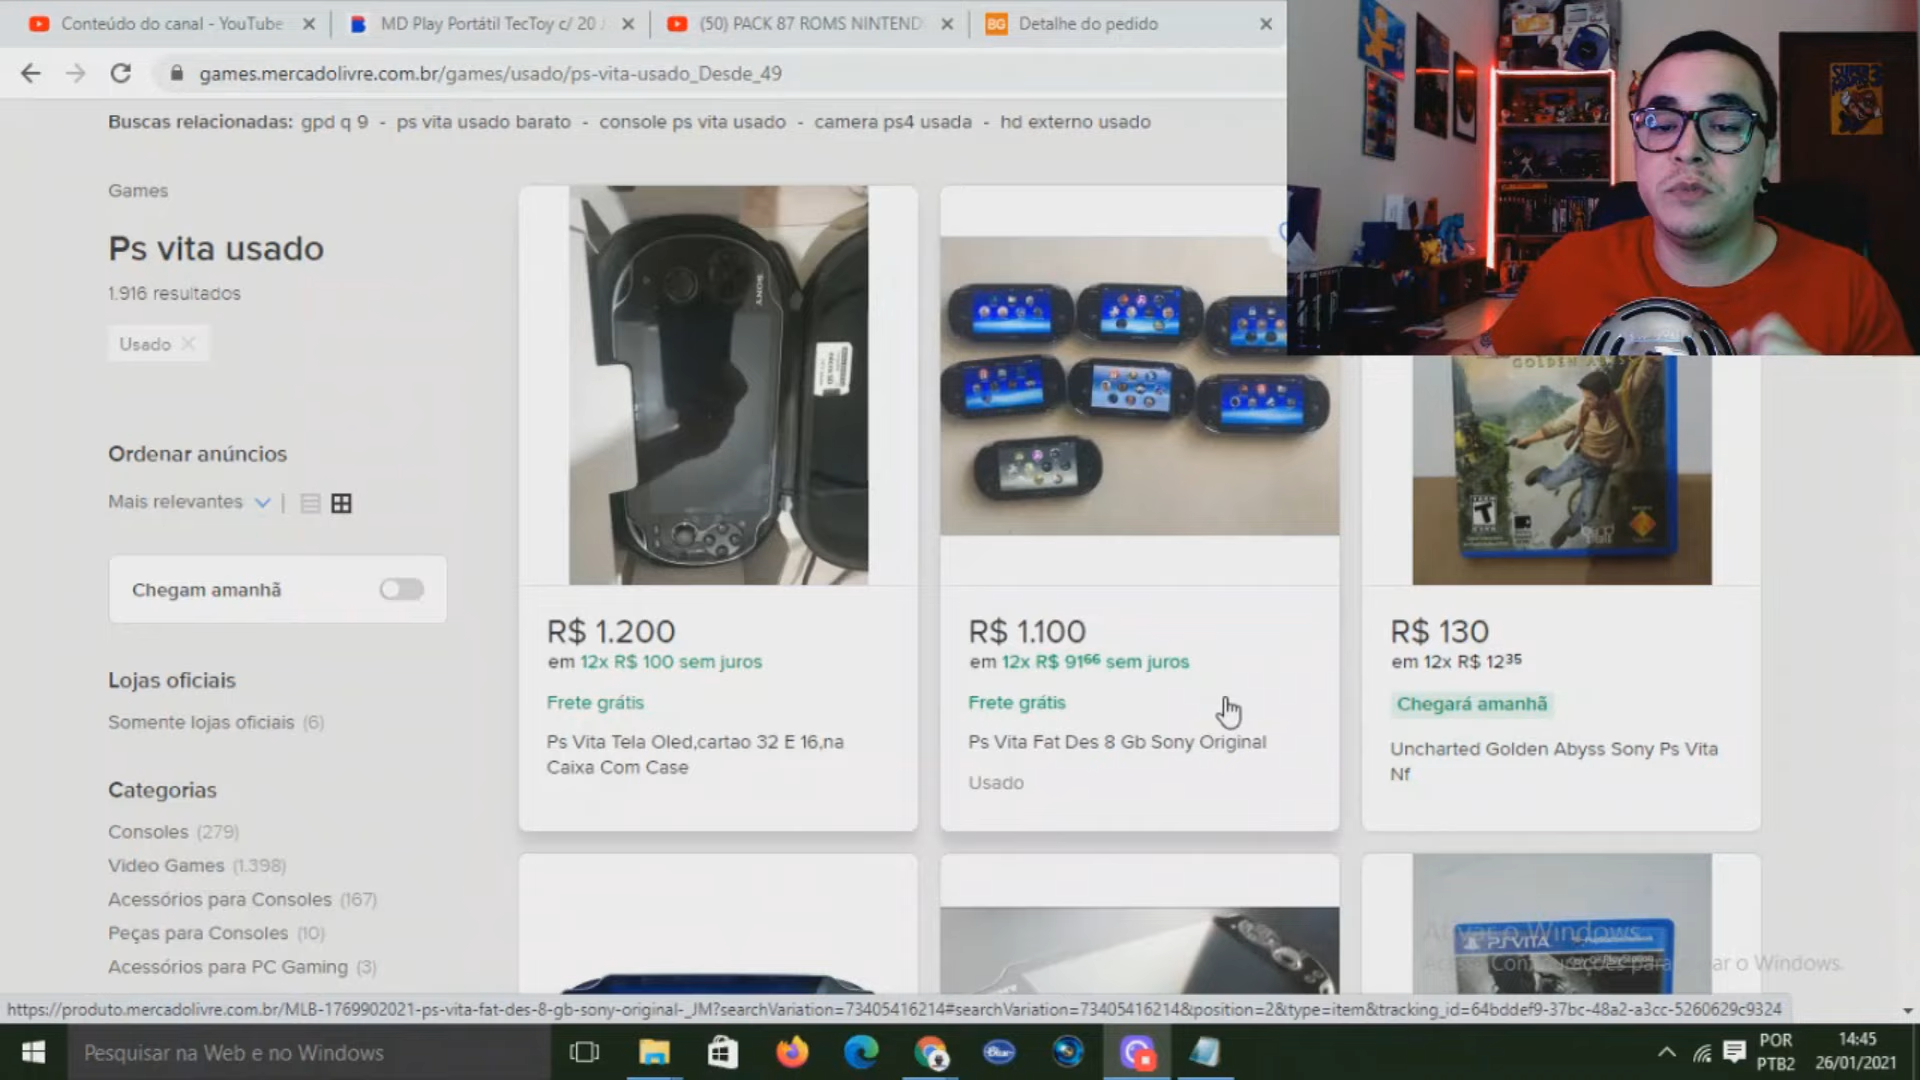 Conteúdo do canal - YouTube
MD Play Portátil TecToy c/ 20
(50) PACK 87 ROMS NINTEND
BG Detalhe do pedido
games.mercadolivre.com.br/games/usado/ps-vita-usado_Desde_49
Buscas relacionadas: gpd q 9 - ps vita usado barato - console ps vita usado - camera ps4 usada - hd externo usado
Games
Ps vita usado
1.916 resultados
Usado
Ordenar anúncios
Mais relevantes
Chegam amanhã
Lojas oficiais
Somente lojas oficiais (6)
Categorias
Consoles (279)
Video Games (1.398)
Acessórios para Consoles (167)
Peças para Consoles (10)
Acessórios para PC Gaming (3)
SONY
R$ 1.200
em 12x R$ 100 sem juros
Frete grátis
Ps Vita Tela Oled,cartao 32 E 16,na
Caixa Com Case
R$ 1.100
em 12x R$ 91⁶⁶ sem juros
Frete grátis
Ps Vita Fat Des 8 Gb Sony Original
Usado
GOLDEN ABYSS
T
R$ 130
em 12x R$ 12³⁵
Chegará amanhã
Uncharted Golden Abyss Sony Ps Vita
Nf
PSVITA
Ativar o Windows
https://produto.mercadolivre.com.br/MLB-1769902021-ps-vita-fat-des-8-gb-sony-original-_JM?searchVariation=73405416214#searchVariation=73405416214&position=2&type=item&tracking_id=64bddef9-37bc-48a2-a3cc-5260629c9324
Pesquisar na Web e no Windows
POR
PTB2
14:45
26/01/2021